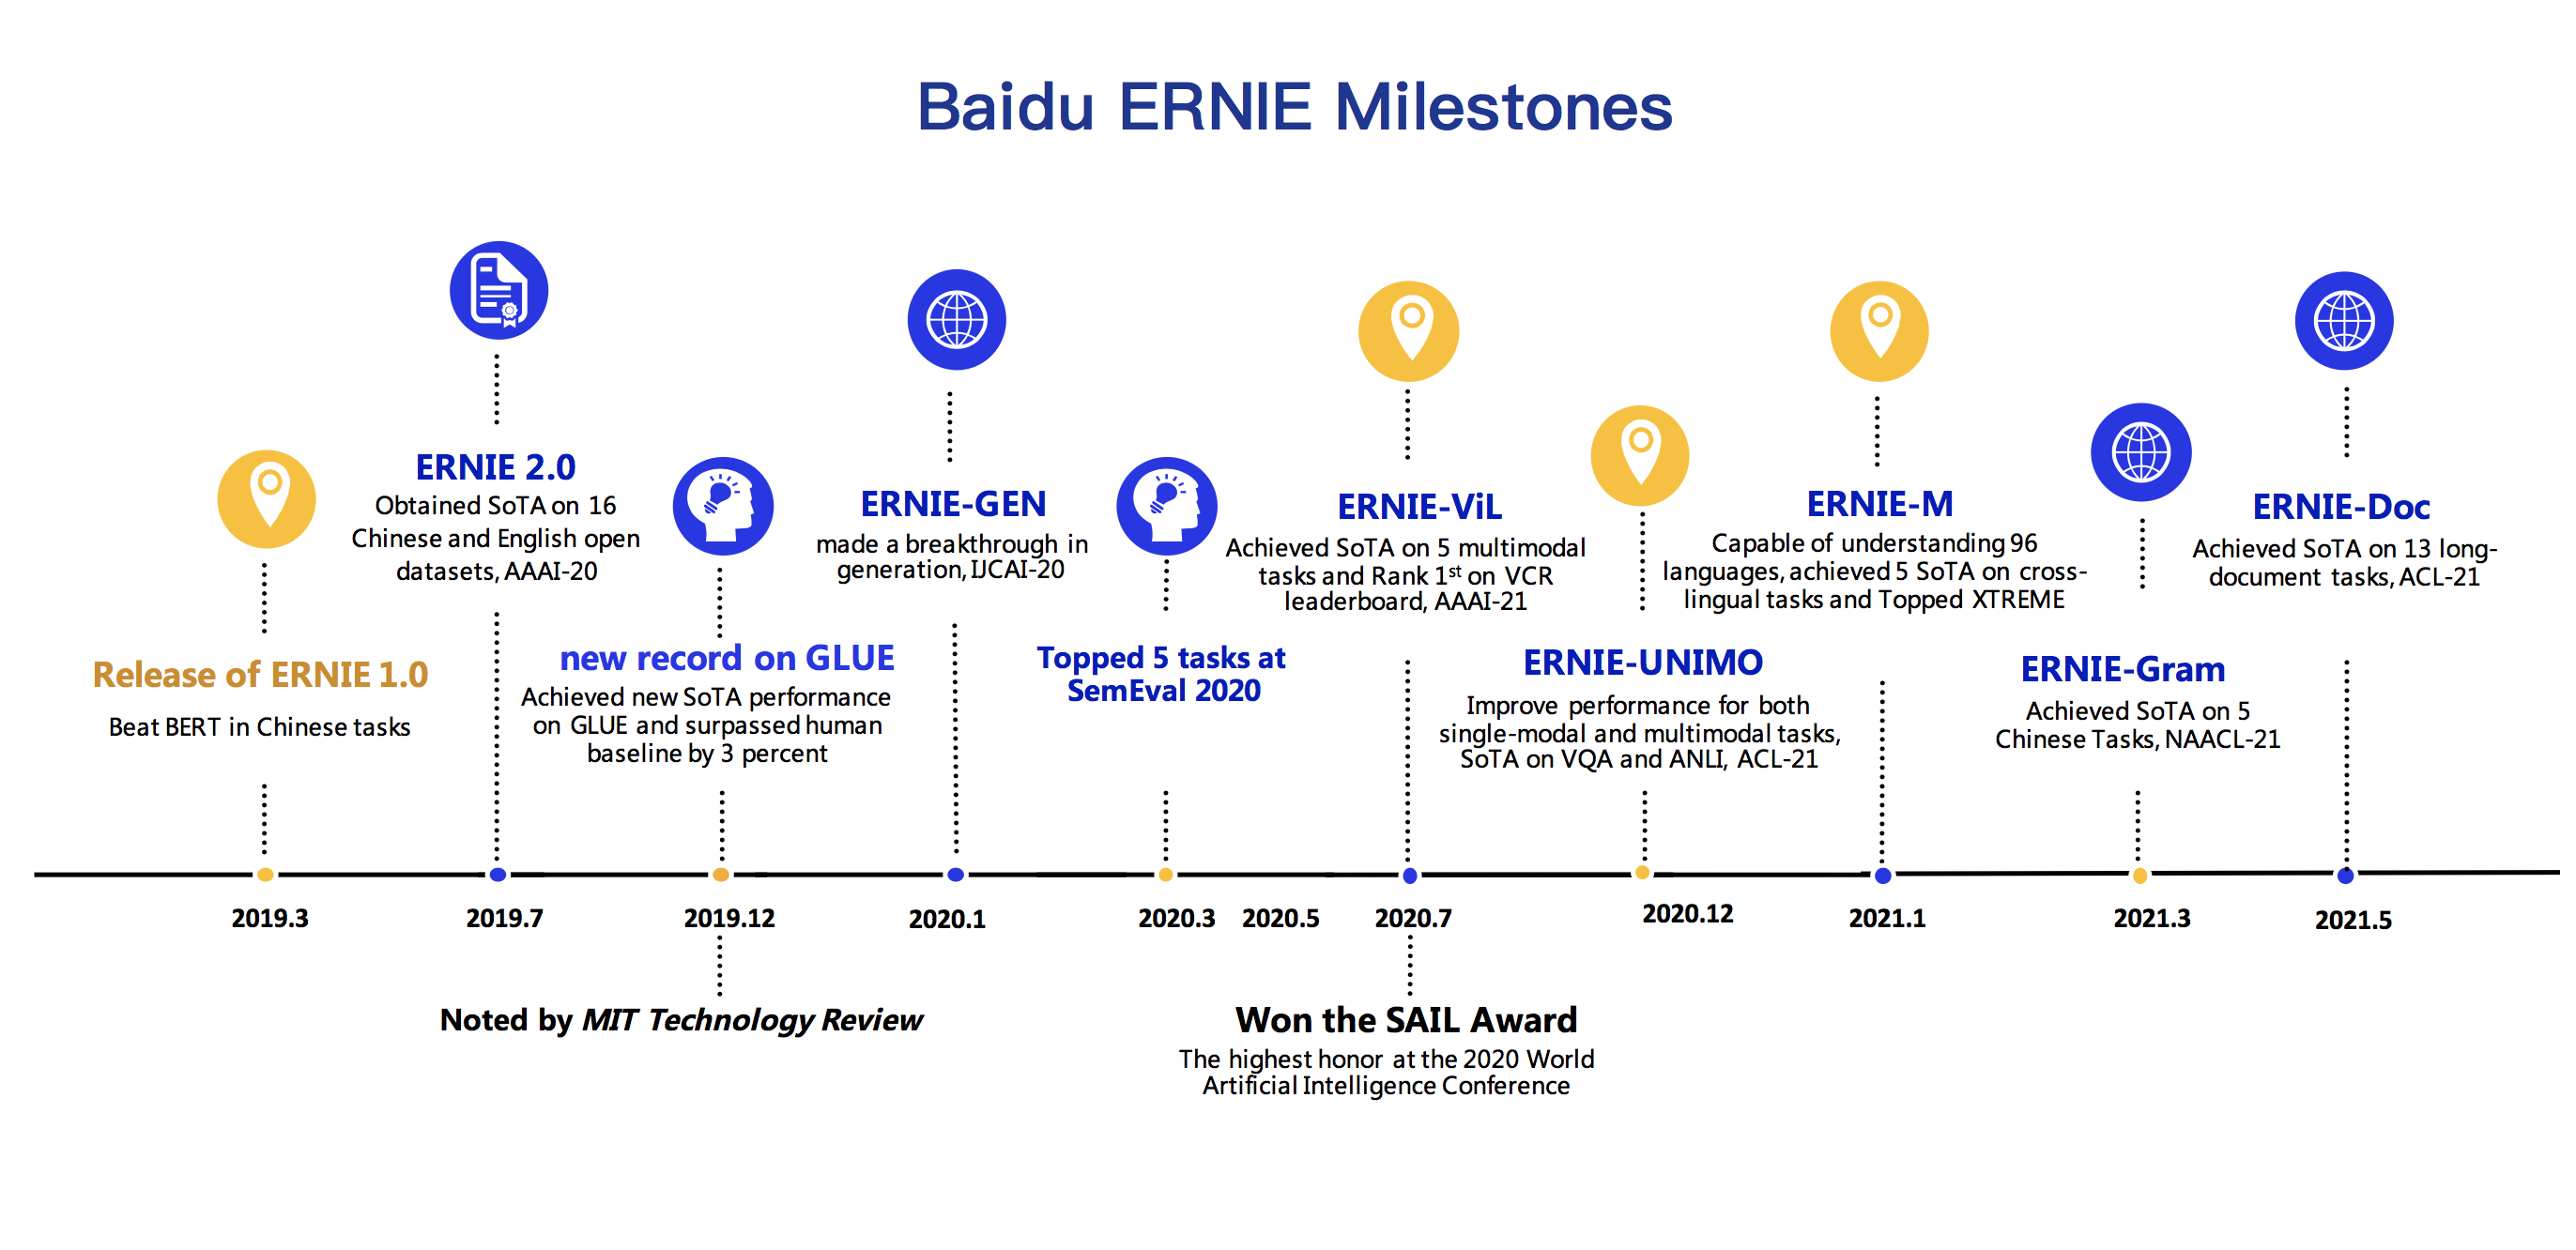 Baidu ERNIE Milestones
Release of ERNIE 1.0
Beat BERT in Chinese tasks
ERNIE 2.0
Obtained SoTA on 16
Chinese and English open
datasets, AAAI-20
new record on GLUE
Achieved new SoTA performance
on GLUE and surpassed human
baseline by 3 percent
ERNIE-GEN
made a breakthrough in
generation, IJCAI-20
Topped 5 tasks at
SemEval 2020
ERNIE-ViL
Achieved SoTA on 5 multimodal
tasks and Rank 1st on VCR
leaderboard, AAAI-21
ERNIE-UNIMO
Improve performance for both
single-modal and multimodal tasks,
SoTA on VQA and ANLI, ACL-21
ERNIE-M
Capable of understanding 96
languages, achieved 5 SoTA on cross-
lingual tasks and Topped XTREME
ERNIE-Gram
Achieved SoTA on 5
Chinese Tasks, NAACL-21
ERNIE-Doc
Achieved SoTA on 13 long-
document tasks, ACL-21
2019.3
2019.7
2019.12
2020.1
2020.3
2020.5
2020.7
2020.12
2021.1
2021.3
2021.5
Noted by MIT Technology Review
Won the SAIL Award
The highest honor at the 2020 World
Artificial Intelligence Conference